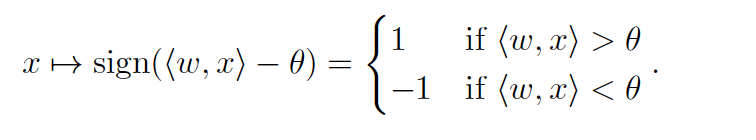 x ↦ sign(⟨w, x⟩ − θ) = { 1 if ⟨w, x⟩ > θ
−1 if ⟨w, x⟩ < θ .